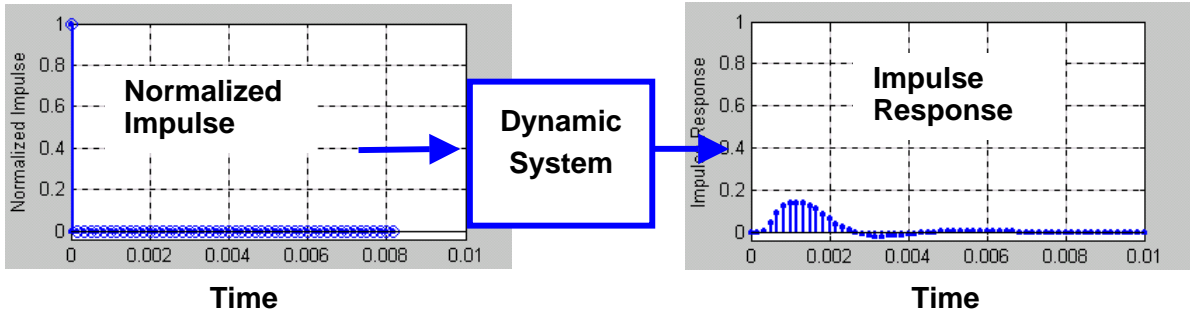 Normalized Impulse
1
0.8
0.6
0.4
0.2
0
0
0.002
0.004
0.006
0.008
0.01
Normalized
Impulse
Time
Dynamic
System
Impulse Response
1
0.8
0.6
0.4
0.2
0
0
0.002
0.004
0.006
0.008
0.01
Impulse
Response
Time